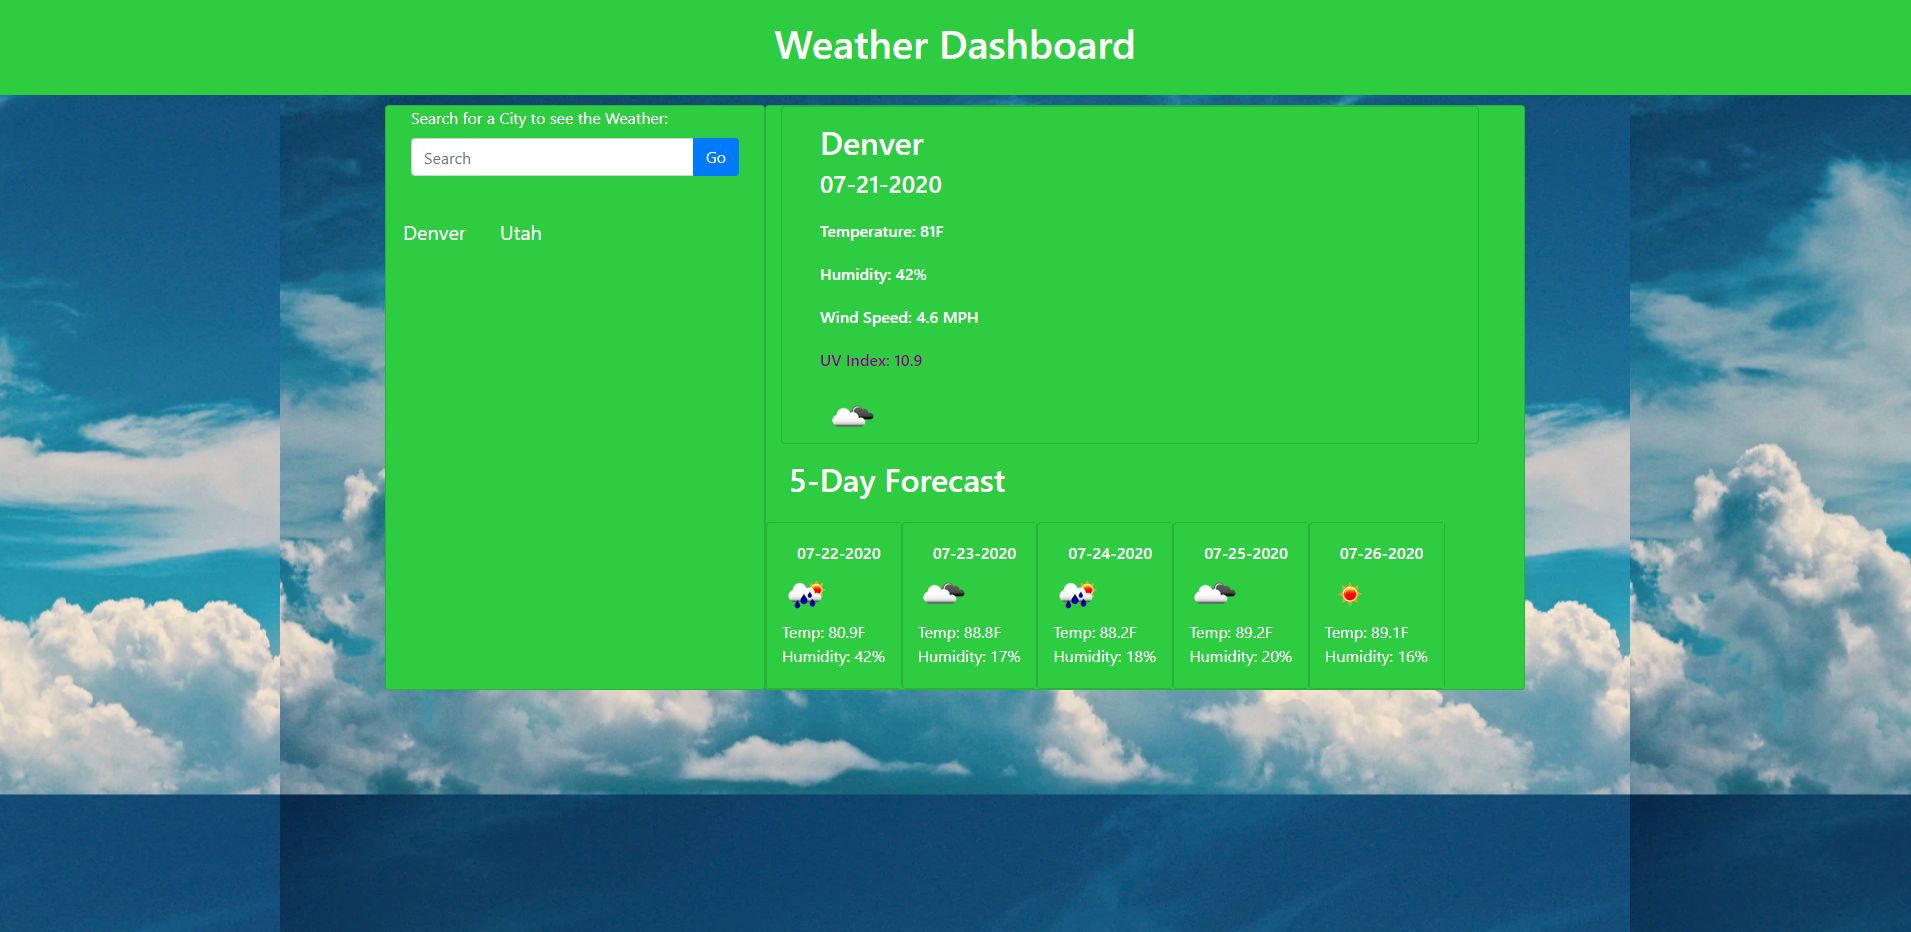 Weather Dashboard
Search for a City to see the Weather:
Search
Go
Denver
Utah
Denver
07-21-2020
Temperature: 81F
Humidity: 42%
Wind Speed: 4.6 MPH
UV Index: 10.9
5-Day Forecast
07-22-2020
Temp: 80.9F
Humidity: 42%
07-23-2020
Temp: 88.8F
Humidity: 17%
07-24-2020
Temp: 88.2F
Humidity: 18%
07-25-2020
Temp: 89.2F
Humidity: 20%
07-26-2020
Temp: 89.1F
Humidity: 16%